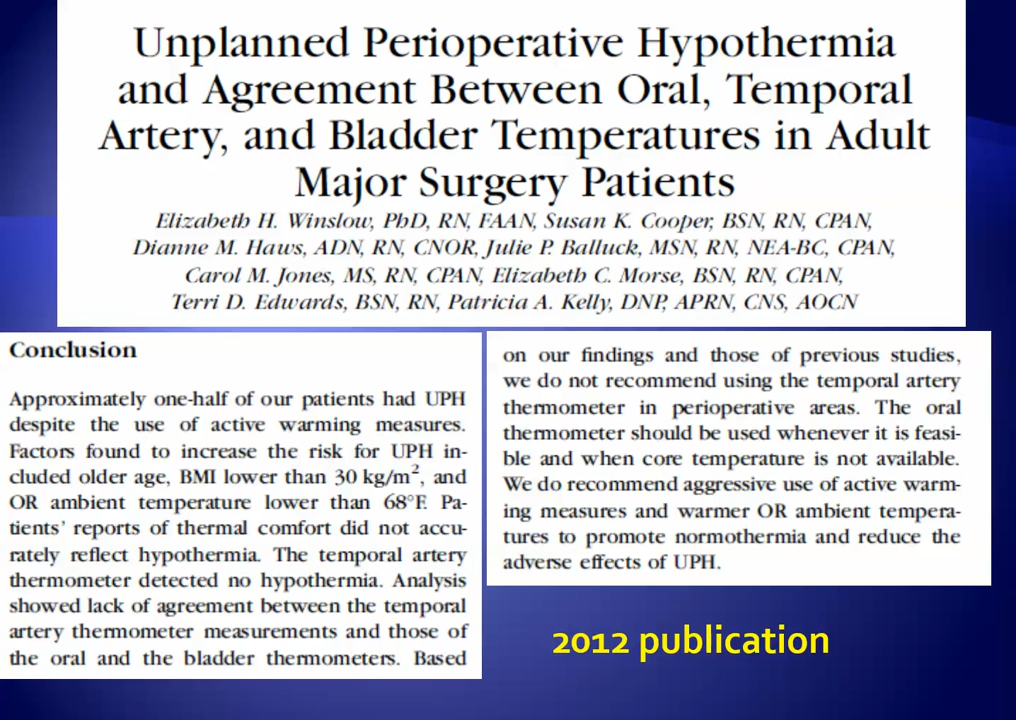 Unplanned Perioperative Hypothermia
and Agreement Between Oral, Temporal
Artery, and Bladder Temperatures in Adult
Major Surgery Patients
Elizabeth H. Winslow, PhD, RN, FAAN, Susan K. Cooper, BSN, RN, CPAN,
Dianne M. Haws, ADN, RN, CNOR, Julie P. Balluck, MSN, RN, NEA-BC, CPAN,
Carol M. Jones, MS, RN, CPAN, Elizabeth C. Morse, BSN, RN, CPAN,
Terri D. Edwards, BSN, RN, Patricia A. Kelly, DNP, APRN, CNS, AOCN
Conclusion
Approximately one-half of our patients had UPH
despite the use of active warming measures.
Factors found to increase the risk for UPH in-
cluded older age, BMI lower than 30 kg/m², and
OR ambient temperature lower than 68°F. Pa-
tients' reports of thermal comfort did not accu-
rately reflect hypothermia. The temporal artery
thermometer detected no hypothermia. Analysis
showed lack of agreement between the temporal
artery thermometer measurements and those of
the oral and the bladder thermometers. Based
on our findings and those of previous studies,
we do not recommend using the temporal artery
thermometer in perioperative areas. The oral
thermometer should be used whenever it is feasi-
ble and when core temperature is not available.
We do recommend aggressive use of active warm-
ing measures and warmer OR ambient tempera-
tures to promote normothermia and reduce the
adverse effects of UPH.
2012 publication